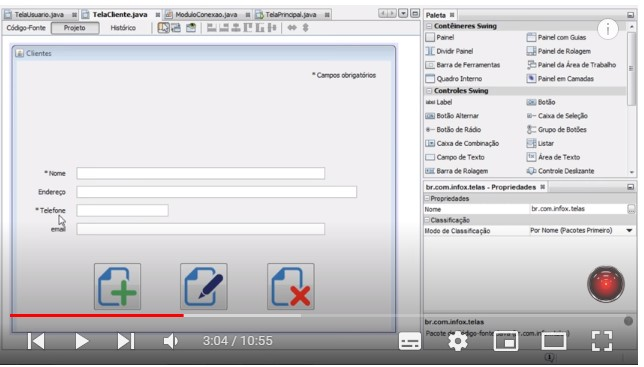 TelaUsuario.java TelaCliente.java ModuloConexao.java TelaPrincipal.java
Código-Fonte Projeto Histórico
Clientes
* Campos obrigatórios
* Nome
Endereço
* Telefone
email
Paleta
Contêineres Swing
Painel Painel com Guias
Dividir Painel Painel de Rolagem
Barra de Ferramentas Painel da Área de Trabalho
Quadro Interno Painel em Camadas
Controles Swing
Label Botão
Botão Alternar Caixa de Seleção
Botão de Rádio Grupo de Botões
Caixa de Combinação Listar
Campo de Texto Área de Texto
Barra de Rolagem Controle Deslizante
br.com.infox.telas - Propriedades
Propriedades
Nome br.com.infox.telas
Classificação
Modo de Classificação Por Nome (Pacotes Primeiro)
br.com.infox.telas
3:04 / 10:55